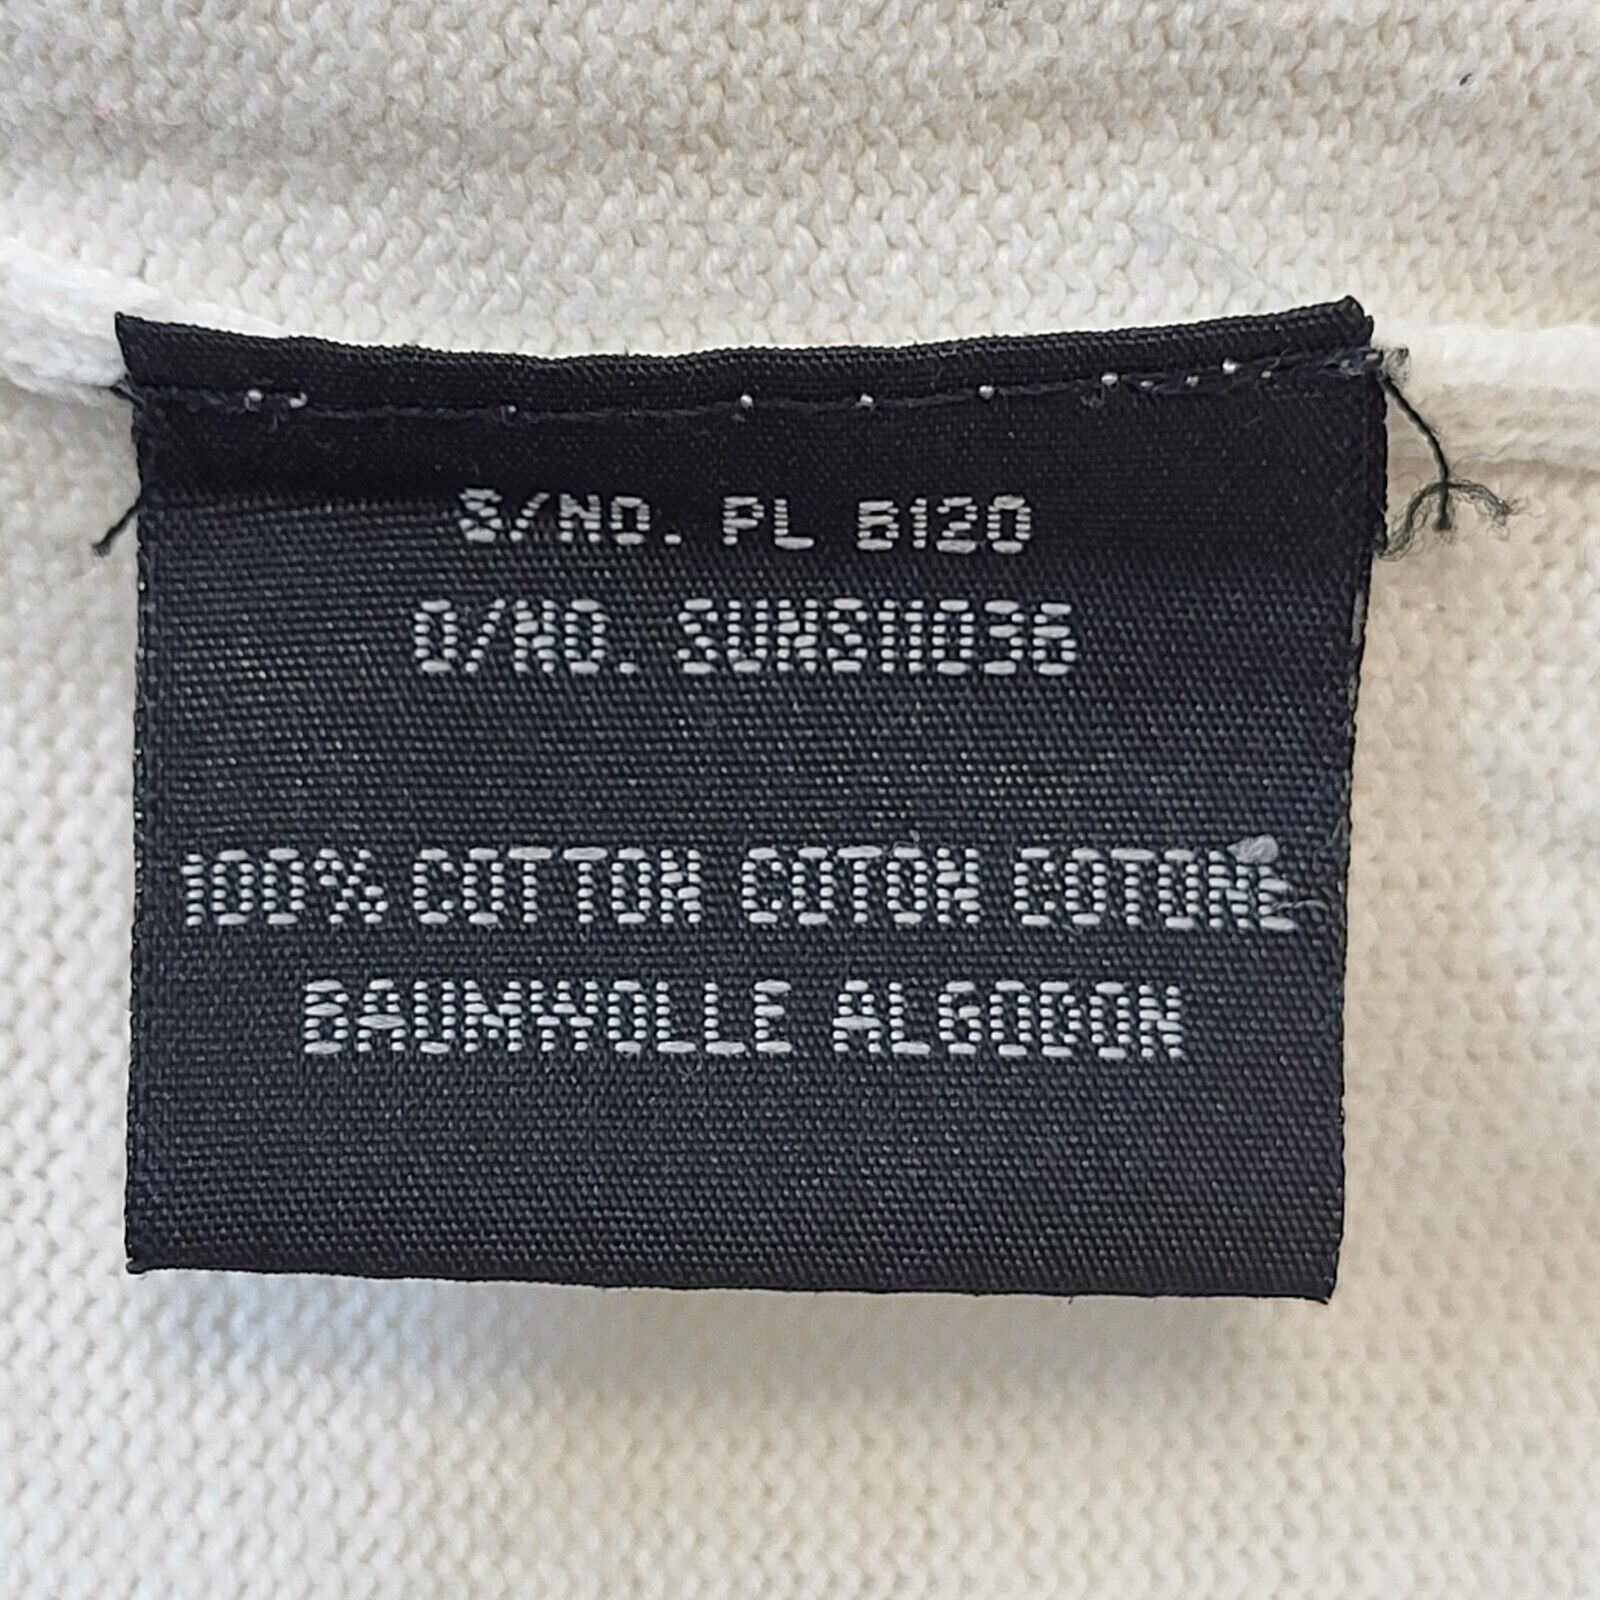 S/NO. PL 6120
O/NO. SUNS11036
100% COTTON COTON COTONE
BAUMWOLLE ALGODON